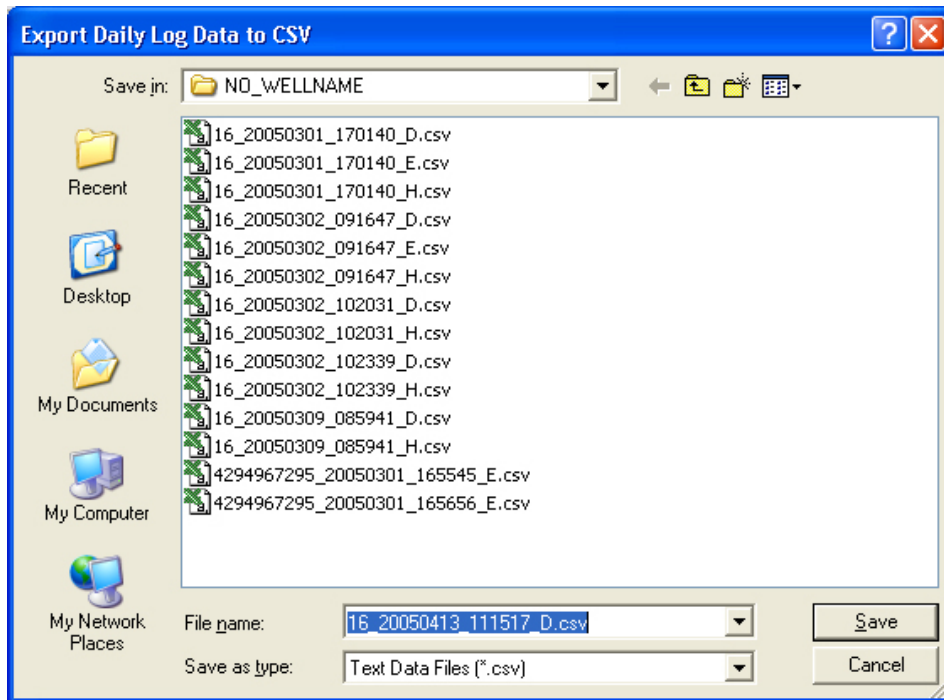 Export Daily Log Data to CSV
Save in: NO_WELLNAME
Recent
Desktop
My Documents
My Computer
My Network
Places
16_20050301_170140_D.csv
16_20050301_170140_E.csv
16_20050301_170140_H.csv
16_20050302_091647_D.csv
16_20050302_091647_E.csv
16_20050302_091647_H.csv
16_20050302_102031_D.csv
16_20050302_102031_H.csv
16_20050302_102339_D.csv
16_20050302_102339_H.csv
16_20050309_085941_D.csv
16_20050309_085941_H.csv
4294967295_20050301_165545_E.csv
4294967295_20050301_165656_E.csv
File name: 16_20050413_111517_D.csv Save
Save as type: Text Data Files (*.csv) Cancel